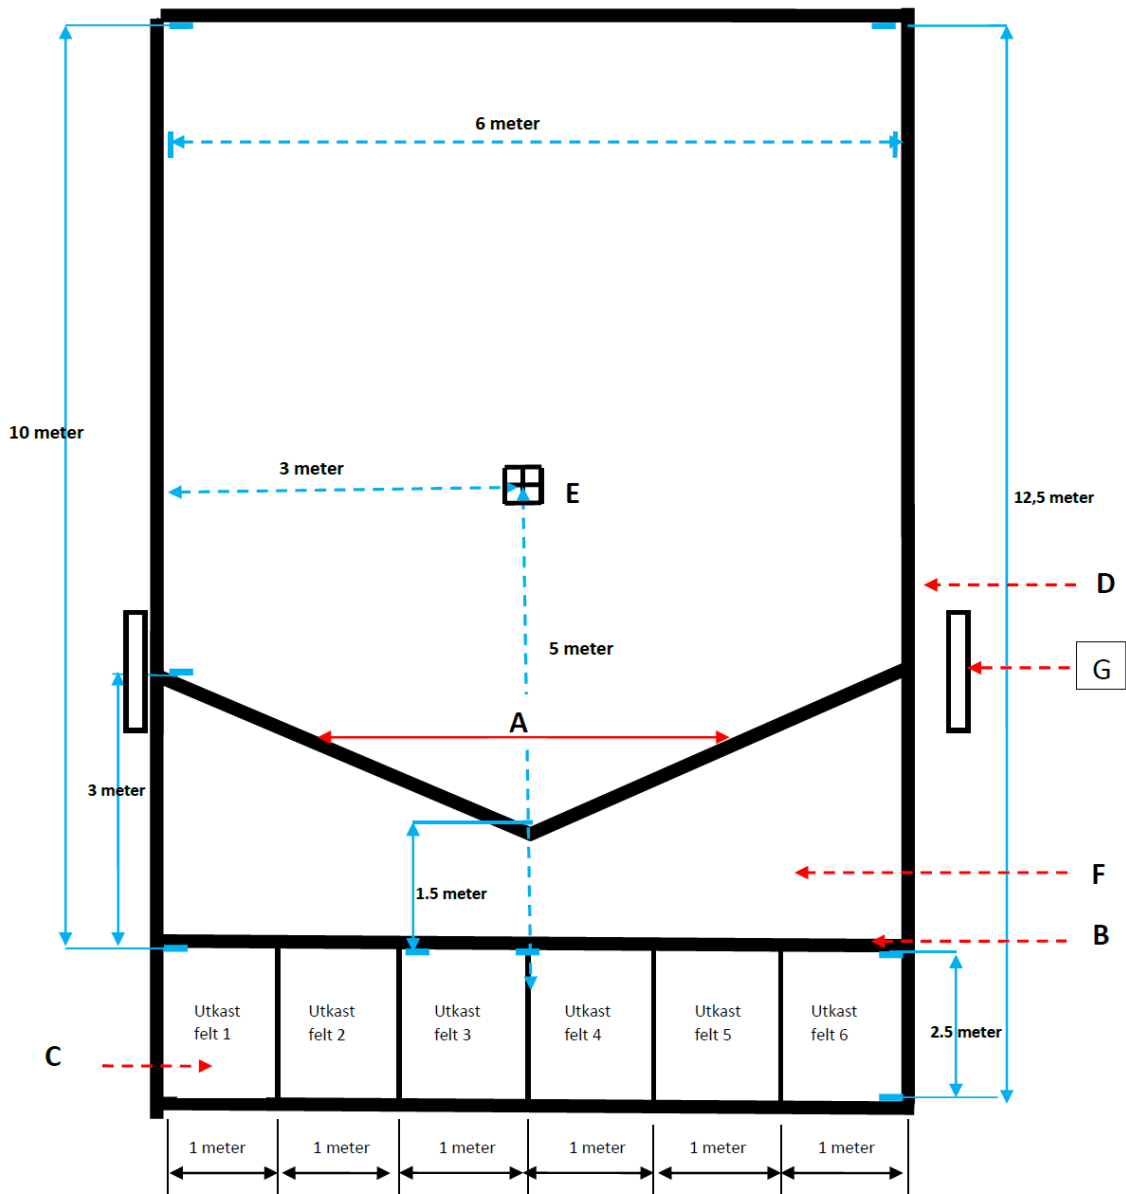 6 meter
10 meter
3 meter
E
12,5 meter
D
5 meter
G
A
3 meter
F
1.5 meter
B
Utkast
felt 1
Utkast
felt 2
Utkast
felt 3
Utkast
felt 4
Utkast
felt 5
Utkast
felt 6
2.5 meter
C
1 meter
1 meter
1 meter
1 meter
1 meter
1 meter